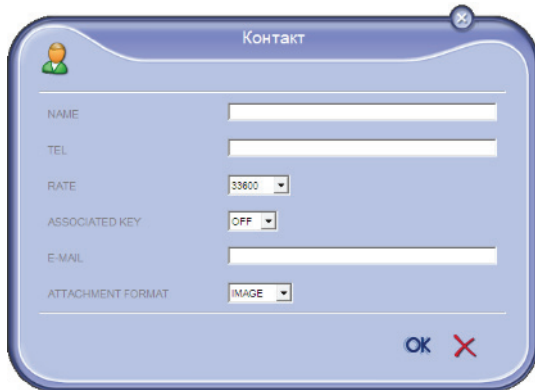 Контакт
NAME
TEL
RATE 33600
ASSOCIATED KEY OFF
E-MAIL
ATTACHMENT FORMAT IMAGE
OK